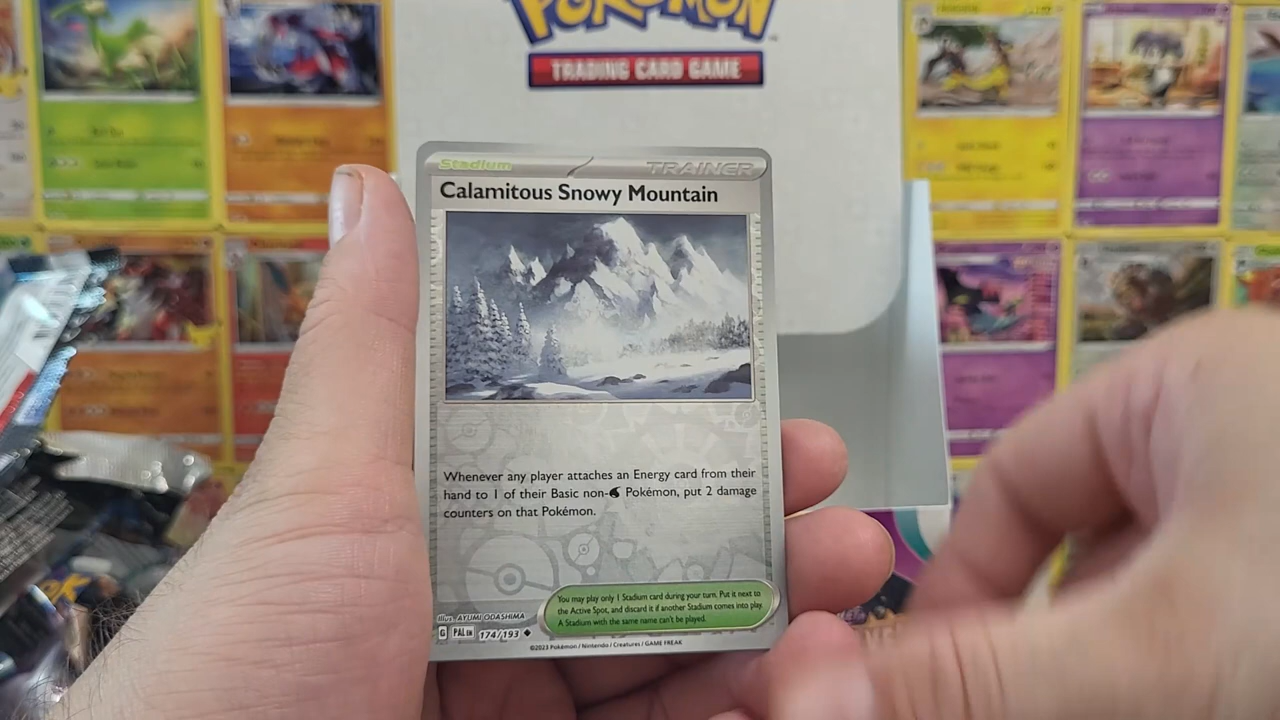 POKÉMON
TRADING CARD GAME
Stadium
TRAINER
Calamitous Snowy Mountain
Whenever any player attaches an Energy card from their
hand to 1 of their Basic non- Pokémon, put 2 damage
counters on that Pokémon.
You may play only 1 Stadium card during your turn. Put it next to
the Active Spot, and discard it if another Stadium comes into play.
A Stadium with the same name can't be played.
Illus. AYUMI ODASHIMA
G PAL EN 174/193
©2023 Pokémon / Nintendo / Creatures / GAME FREAK